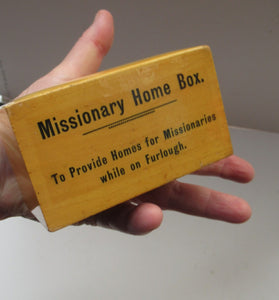 Missionary Home Box.
To Provide Homes for Missionaries
while on Furlough.